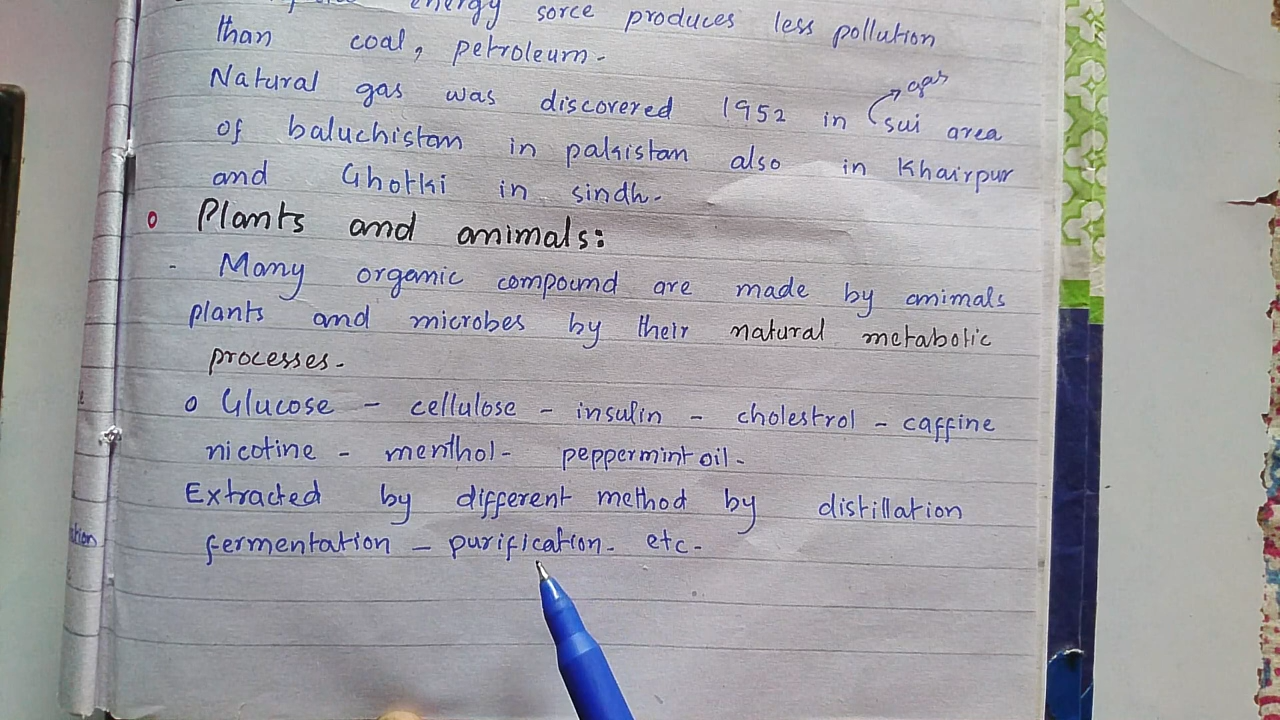 energy sorce produces less pollution
than coal, petroleum.
gas
Natural gas was discovered 1952 in sui area
of baluchistan in pakistan also in Khairpur
and Ghotki in sindh.
Plants and animals:
- Many organic compound are made by animals
plants and microbes by their natural metabolic
processes.
o Glucose - cellulose - insulin - cholestrol - caffine
nicotine - menthol - peppermint oil -
Extracted by different method by distillation
fermentation - purification - etc -